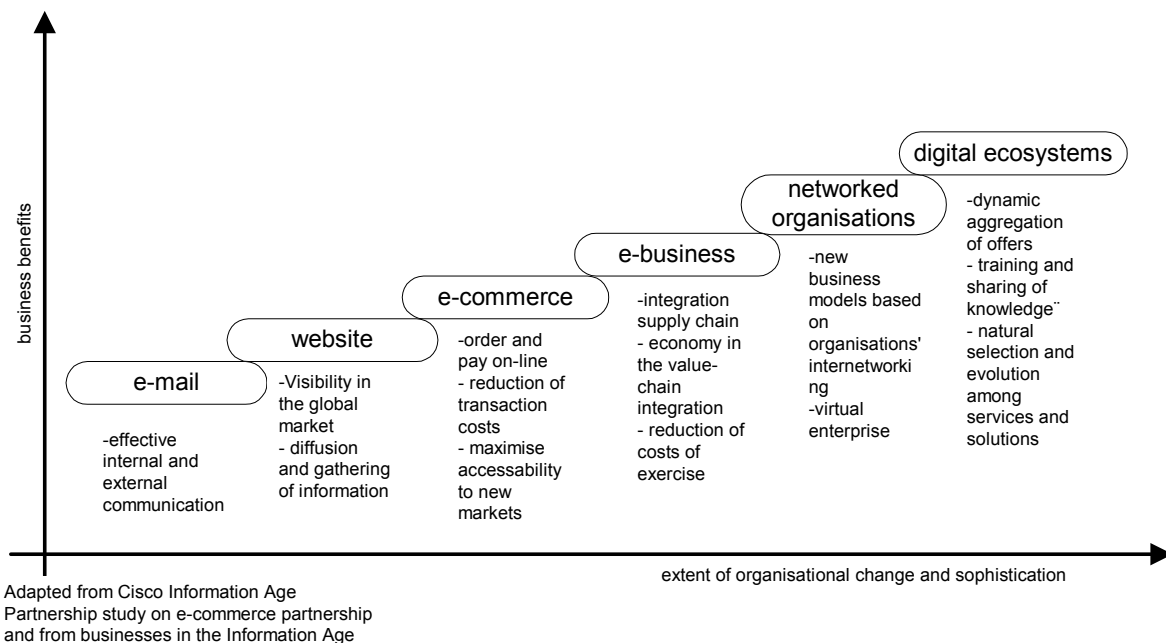 business benefits
e-mail
-effective
internal and
external
communication
website
-Visibility in
the global
market
- diffusion
and gathering
of information
e-commerce
-order and
pay on-line
- reduction of
transaction
costs
- maximise
accessability
to new
markets
e-business
-integration
supply chain
- economy in
the value-
chain
integration
- reduction of
costs of
exercise
networked
organisations
-new
business
models based
on
organisations'
internetworki
ng
-virtual
enterprise
digital ecosystems
-dynamic
aggregation
of offers
- training and
sharing of
knowledge¨
- natural
selection and
evolution
among
services and
solutions
extent of organisational change and sophistication
Adapted from Cisco Information Age
Partnership study on e-commerce partnership
and from businesses in the Information Age